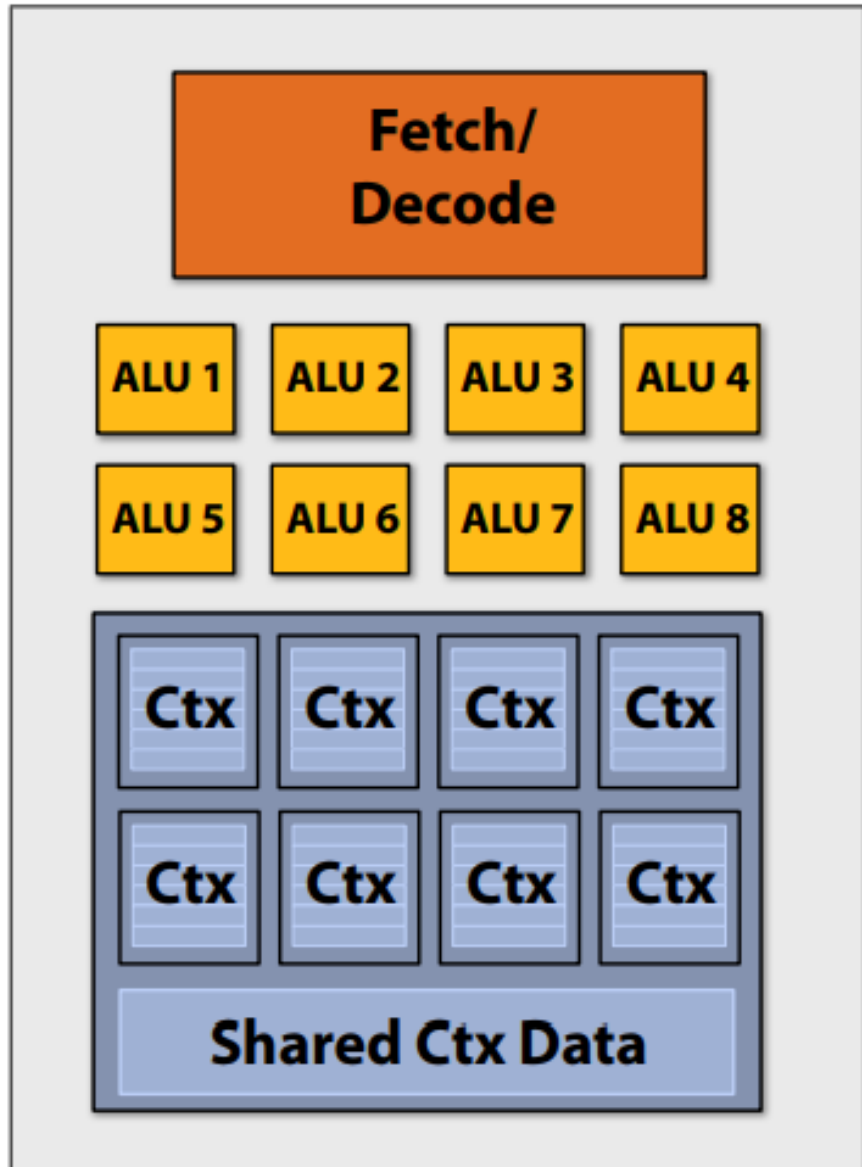 Fetch/
Decode
ALU 1 ALU 2 ALU 3 ALU 4
ALU 5 ALU 6 ALU 7 ALU 8
Ctx Ctx Ctx Ctx
Ctx Ctx Ctx Ctx
Shared Ctx Data